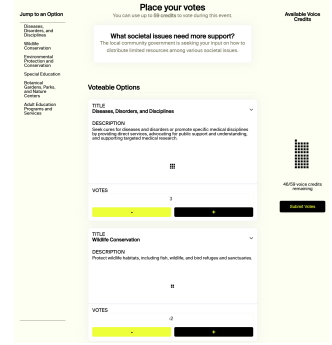 Place your votes
You can use up to 59 credits to vote during this event
Jump to an Option
Diseases,
Disorders, and
Disciplines
Wildlife
Conservation
Environmental
Protection and
Conservation
Special Education
Botanical
Gardens, Parks,
and Nature
Centers
Adult Education
Programs and
Services
What societal issues need more support?
The local community government is seeking your input on how to
distribute limited resources among various societal issues.
Voteable Options
TITLE
Diseases, Disorders, and Disciplines
DESCRIPTION
Seek cures for diseases and disorders or promote specific medical disciplines
by providing direct services, advocating for public support and understanding,
and supporting targeted medical research.
VOTES
3
-
+
TITLE
Wildlife Conservation
DESCRIPTION
Protect wildlife habitats, including fish, wildlife, and bird refuges and sanctuaries.
VOTES
-2
-
+
Available Voice
Credits
46/59 voice credits
remaining
Submit Votes